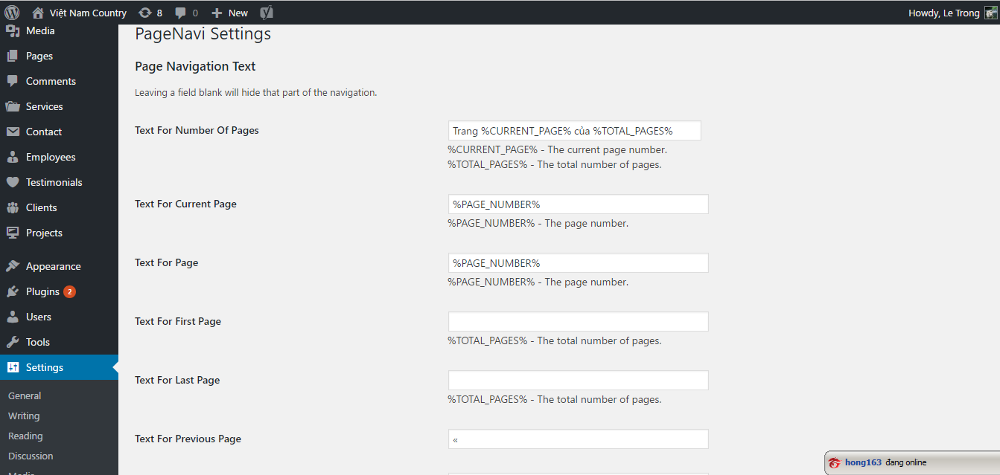 Việt Nam Country 8 0 New Howdy, Le Trong
Media
Pages
Comments
Services
Contact
Employees
Testimonials
Clients
Projects
Appearance
Plugins 2
Users
Tools
Settings
General
Writing
Reading
Discussion
Media
PageNavi Settings
Page Navigation Text
Leaving a field blank will hide that part of the navigation.
Text For Number Of Pages
Trang %CURRENT_PAGE% của %TOTAL_PAGES%
%CURRENT_PAGE% - The current page number.
%TOTAL_PAGES% - The total number of pages.
Text For Current Page
%PAGE_NUMBER%
%PAGE_NUMBER% - The page number.
Text For Page
%PAGE_NUMBER%
%PAGE_NUMBER% - The page number.
Text For First Page
%TOTAL_PAGES% - The total number of pages.
Text For Last Page
%TOTAL_PAGES% - The total number of pages.
Text For Previous Page
«
hong163 đang online